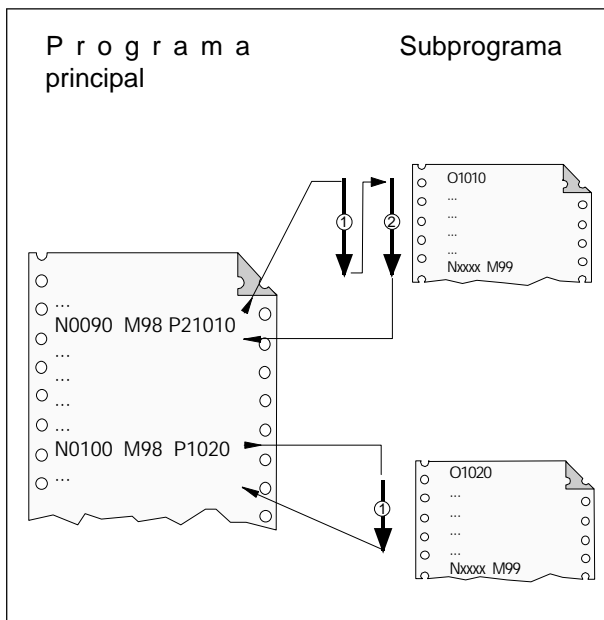 P r o g r a m a
principal
Subprograma
1
2
O1010
...
...
...
...
Nxxxx M99
...
N0090 M98 P21010
...
...
...
...
N0100 M98 P1020
...
1
O1020
...
...
...
...
Nxxxx M99